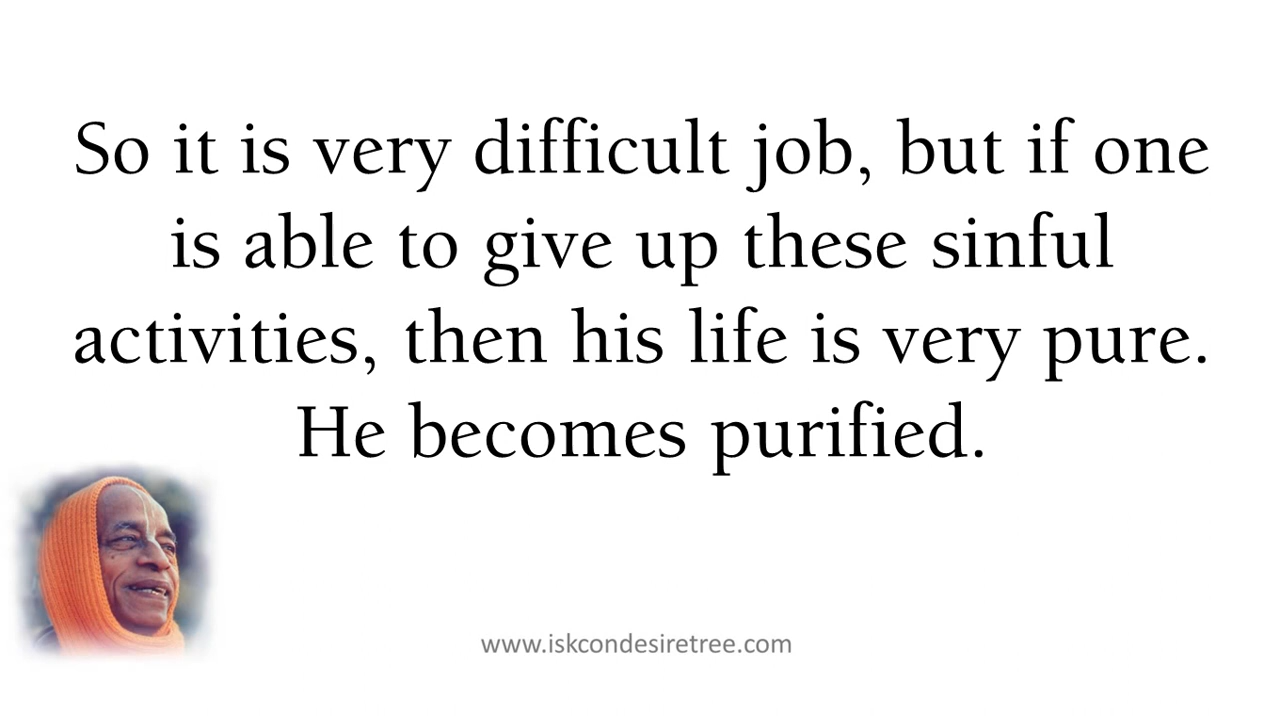 So it is very difficult job, but if one
is able to give up these sinful
activities, then his life is very pure.
He becomes purified.
www.iskcondesiretree.com